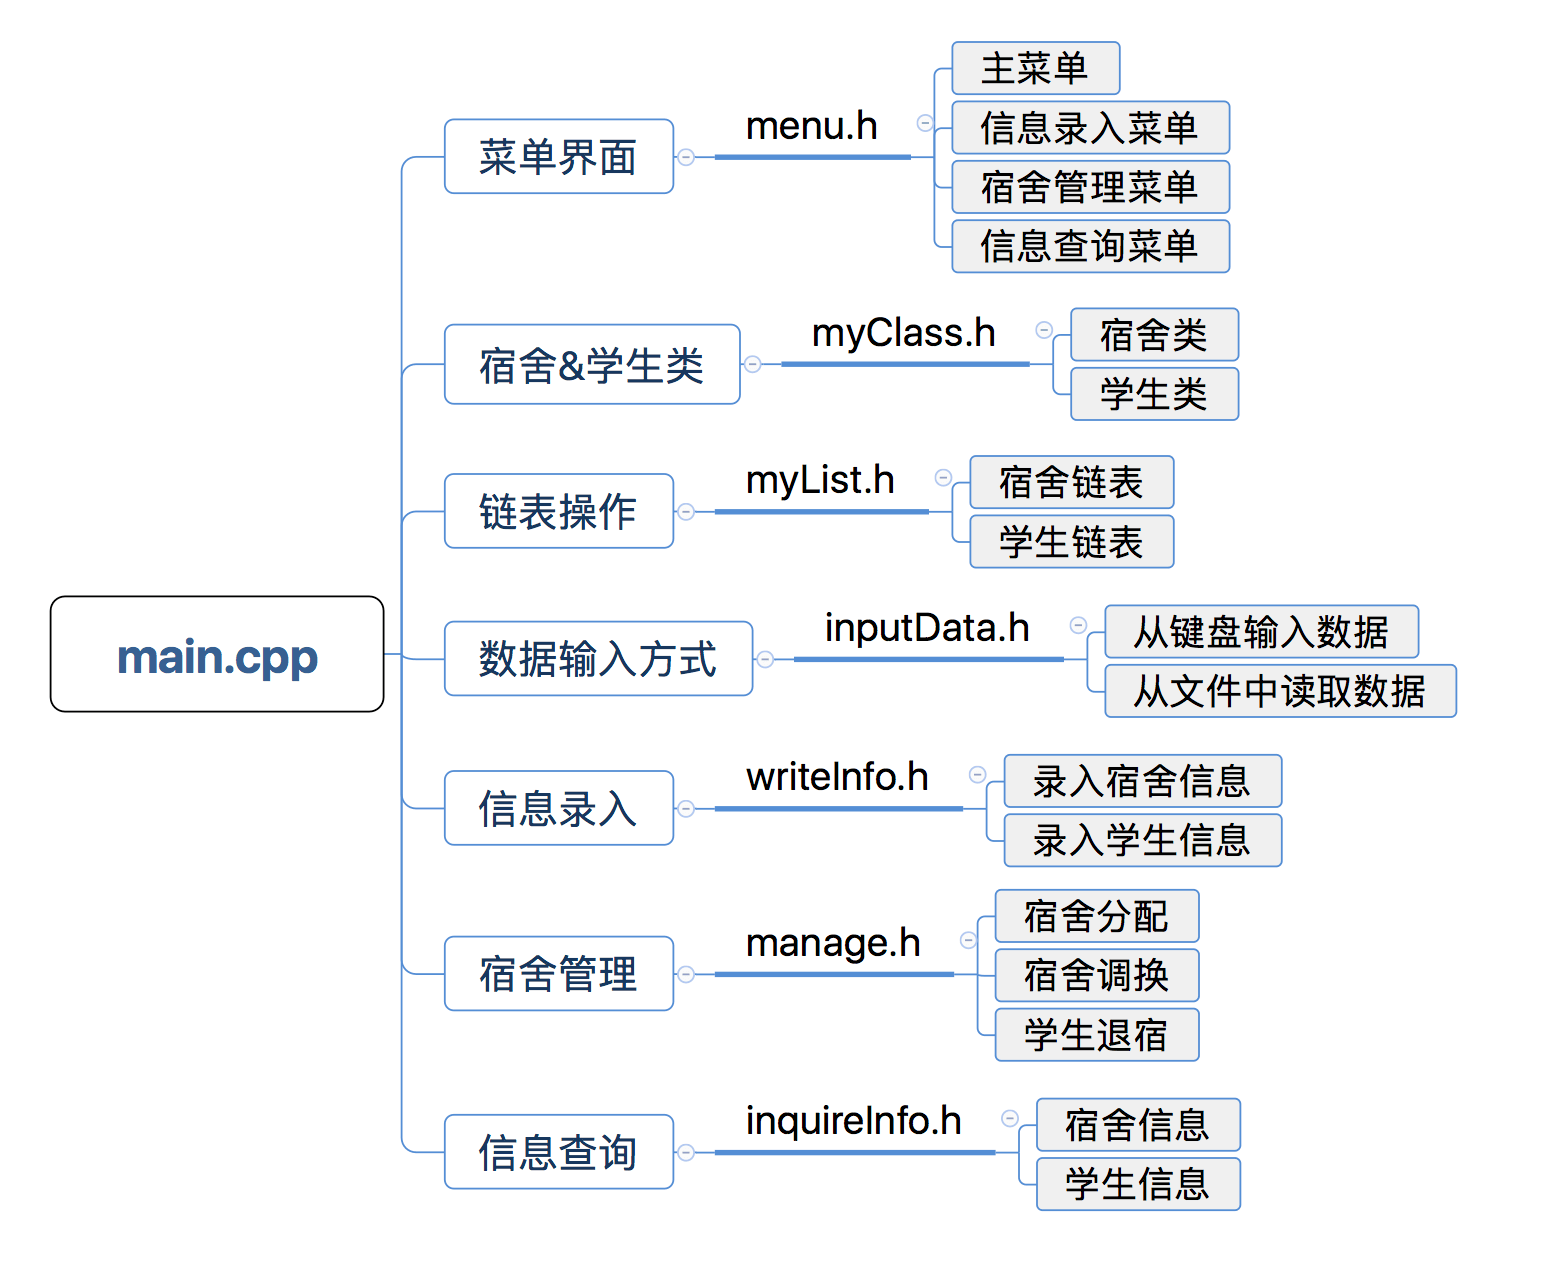 main.cpp
菜单界面
menu.h
主菜单
信息录入菜单
宿舍管理菜单
信息查询菜单
宿舍&学生类
myClass.h
宿舍类
学生类
链表操作
myList.h
宿舍链表
学生链表
数据输入方式
inputData.h
从键盘输入数据
从文件中读取数据
信息录入
writeInfo.h
录入宿舍信息
录入学生信息
宿舍管理
manage.h
宿舍分配
宿舍调换
学生退宿
信息查询
inquireInfo.h
宿舍信息
学生信息